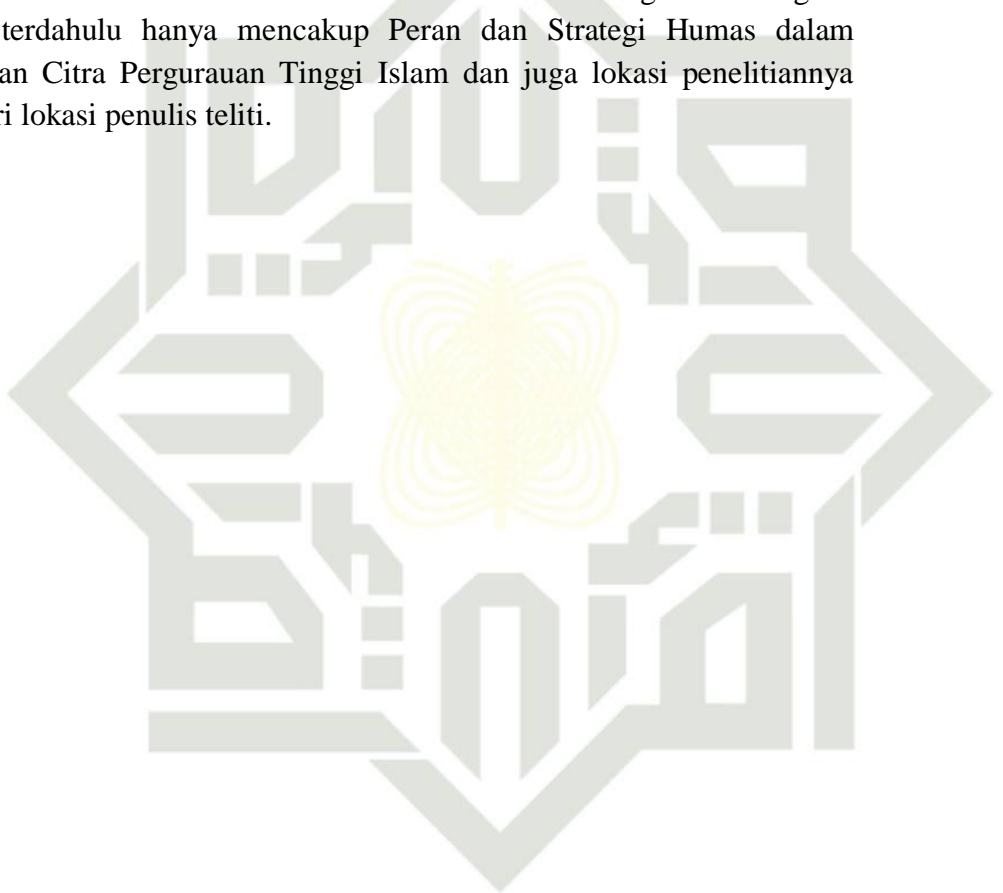 terdahulu hanya mencakup Peran dan Strategi Humas dalam
an Citra Pergurauan Tinggi Islam dan juga lokasi penelitiannya
ri lokasi penulis teliti.